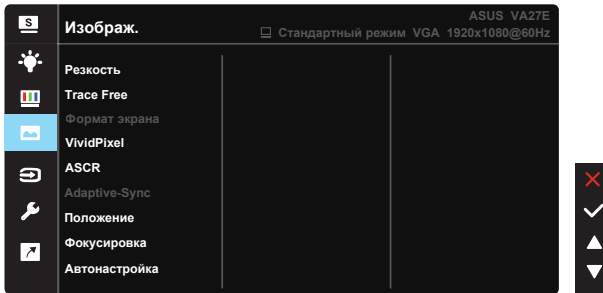 S
Изображ.
ASUS VA27E
Стандартный режим VGA 1920x1080@60Hz
Резкость
Trace Free
Формат экрана
VividPixel
ASCR
Adaptive-Sync
Положение
Фокусировка
Автонастройка